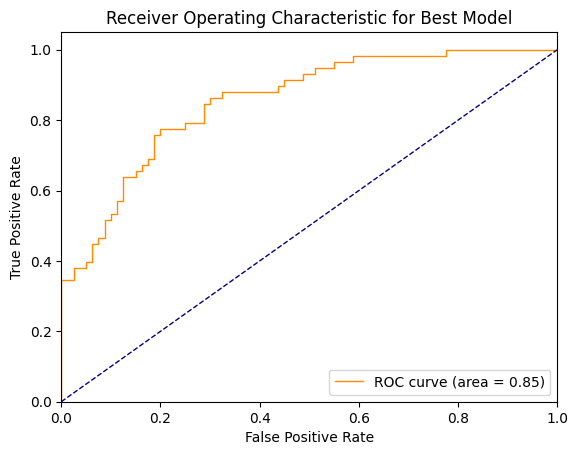 Receiver Operating Characteristic for Best Model
1.0
0.8
0.6
0.4
0.2
0.0
True Positive Rate
ROC curve (area = 0.85)
0.0 0.2 0.4 0.6 0.8 1.0
False Positive Rate